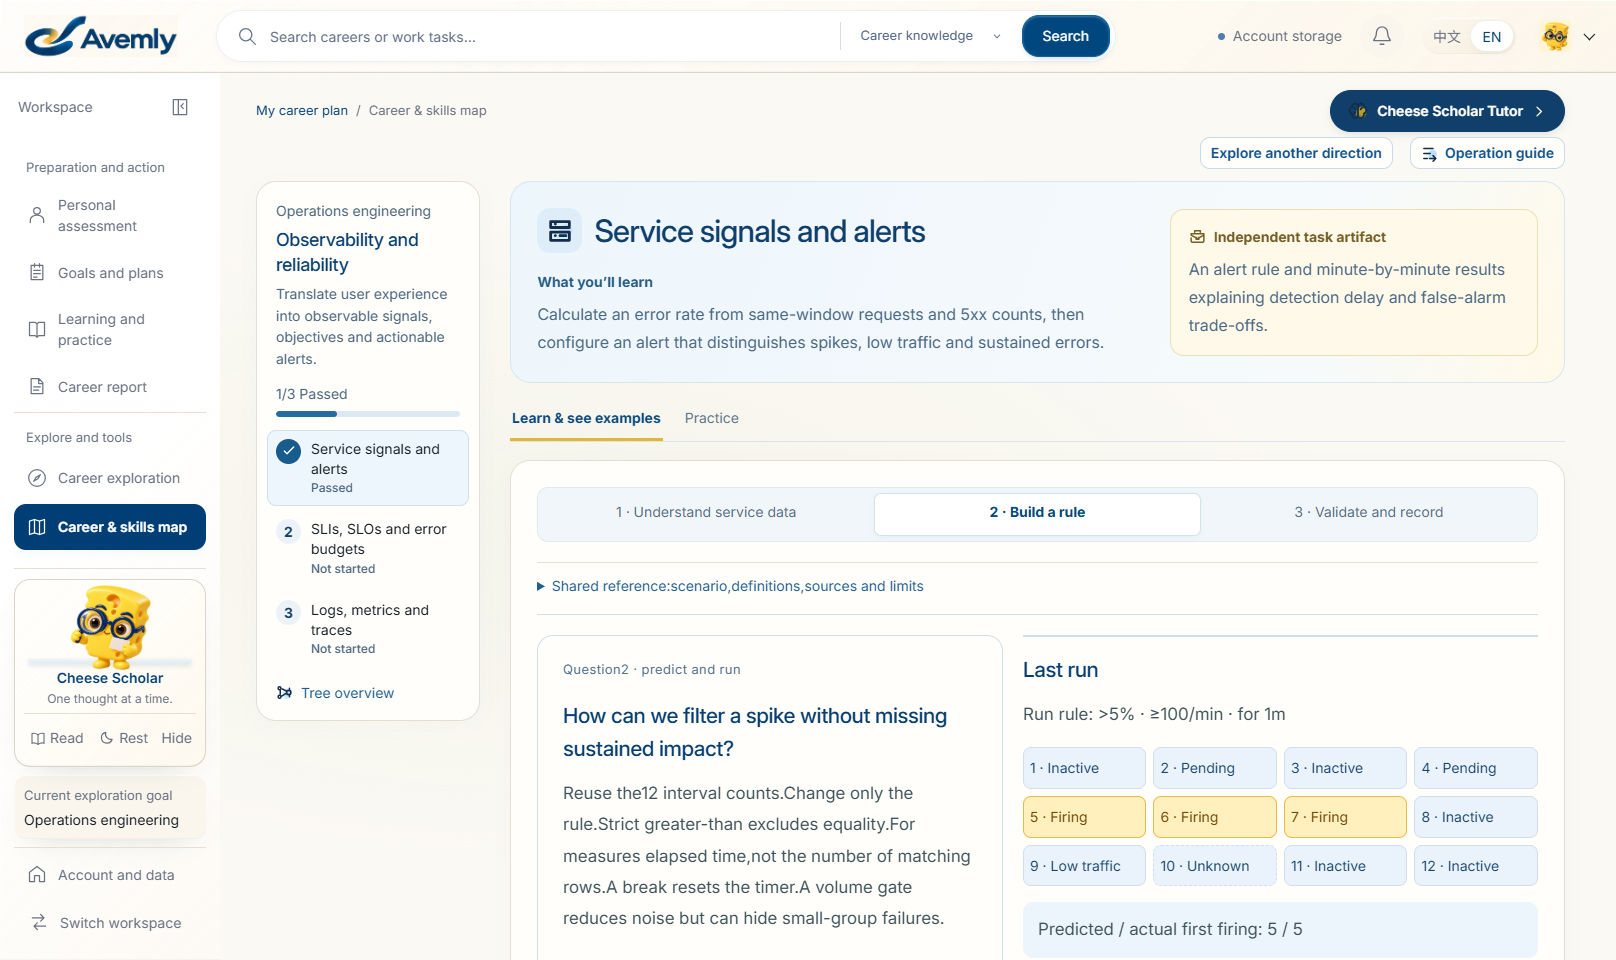 Avemly
Search careers or work tasks...
Career knowledge
Search
Account storage
中文
EN
Workspace
Preparation and action
Personal
assessment
Goals and plans
Learning and
practice
Career report
Explore and tools
Career exploration
Career & skills map
Cheese Scholar
One thought at a time.
Read
Rest
Hide
Current exploration goal
Operations engineering
Account and data
Switch workspace
My career plan / Career & skills map
Cheese Scholar Tutor
Explore another direction
Operation guide
Operations engineering
Observability and
reliability
Translate user experience
into observable signals,
objectives and actionable
alerts.
1/3 Passed
Service signals and
alerts
Passed
2
SLIs, SLOs and error
budgets
Not started
3
Logs, metrics and
traces
Not started
Tree overview
Service signals and alerts
What you’ll learn
Calculate an error rate from same-window requests and 5xx counts, then
configure an alert that distinguishes spikes, low traffic and sustained errors.
Independent task artifact
An alert rule and minute-by-minute results
explaining detection delay and false-alarm
trade-offs.
Learn & see examples
Practice
1 · Understand service data
2 · Build a rule
3 · Validate and record
Shared reference:scenario,definitions,sources and limits
Question2 · predict and run
How can we filter a spike without missing
sustained impact?
Reuse the12 interval counts.Change only the
rule.Strict greater-than excludes equality.For
measures elapsed time,not the number of matching
rows.A break resets the timer.A volume gate
reduces noise but can hide small-group failures.
Last run
Run rule: >5% · ≥100/min · for 1m
1 · Inactive
2 · Pending
3 · Inactive
4 · Pending
5 · Firing
6 · Firing
7 · Firing
8 · Inactive
9 · Low traffic
10 · Unknown
11 · Inactive
12 · Inactive
Predicted / actual first firing: 5 / 5